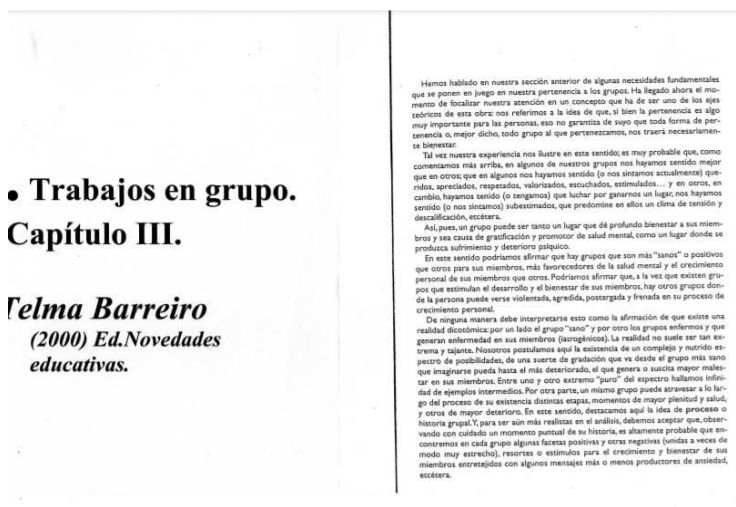 • Trabajos en grupo.
Capítulo III.
Telma Barreiro
(2000) Ed.Novedades
educativas.
Hemos hablado en nuestra sección anterior de algunas necesidades fundamentales
que se ponen en juego en nuestra pertenencia a los grupos. Ha llegado ahora el mo-
mento de focalizar nuestra atención en un concepto que ha de ser uno de los ejes
teóricos de esta obra: nos referimos a la idea de que, si bien la pertenencia es algo
muy importante para las personas, eso no garantiza de suyo que toda forma de per-
tenencia o, mejor dicho, todo grupo al que pertenezcamos, nos traerá necesariamen-
te bienestar.
Tal vez nuestra experiencia nos ilustre en este sentido; es muy probable que, como
comentamos más arriba, en algunos de nuestros grupos nos hayamos sentido mejor
que en otros; que en algunos nos hayamos sentido (o nos sintamos actualmente) que-
ridos, apreciados, respetados, valorizados, escuchados, estimulados... y en otros, en
cambio, hayamos tenido (o tengamos) que luchar por ganarnos un lugar, nos hayamos
sentido (o nos sintamos) subestimados, que predomine en ellos un clima de tensión y
descalificación, etcétera.
Así, pues, un grupo puede ser tanto un lugar que dé profundo bienestar a sus miem-
bros y sea causa de gratificación y promotor de salud mental, como un lugar donde se
produzca sufrimiento y deterioro psíquico.
En este sentido podríamos afirmar que hay grupos que son más "sanos" o positivos
que otros para sus miembros, más favorecedores de la salud mental y el crecimiento
personal de sus miembros que otros. Podríamos afirmar que, a la vez que existen gru-
pos que estimulan el desarrollo y el bienestar de sus miembros, hay otros grupos don-
de la persona puede verse violentada, agredida, postergada y frenada en su proceso de
crecimiento personal.
De ninguna manera debe interpretarse esto como la afirmación de que existe una
realidad dicotómica: por un lado el grupo "sano" y por otro los grupos enfermos y que
generan enfermedad en sus miembros (iatrogénicos). La realidad no suele ser tan ex-
trema y tajante. Nosotros postulamos aquí la existencia de un complejo y nutrido es-
pectro de posibilidades, de una suerte de gradación que va desde el grupo más sano
que imaginarse pueda hasta el más deteriorado, el que genera o suscita mayor males-
tar en sus miembros. Entre uno y otro extremo "puro" del espectro hallamos infini-
dad de ejemplos intermedios. Por otra parte, un mismo grupo puede atravesar a lo lar-
go del proceso de su existencia distintas etapas, momentos de mayor plenitud y salud,
y otros de mayor deterioro. En este sentido, destacamos aquí la idea de proceso o
historia grupal. Y, para ser aún más realistas en el análisis, debemos aceptar que, obser-
vando con cuidado un momento puntual de su historia, es altamente probable que en-
contremos en cada grupo algunas facetas positivas y otras negativas (unidas a veces de
modo muy estrecho), resortes o estímulos para el crecimiento y bienestar de sus
miembros entretejidos con algunos mensajes más o menos productores de ansiedad,
etcétera.